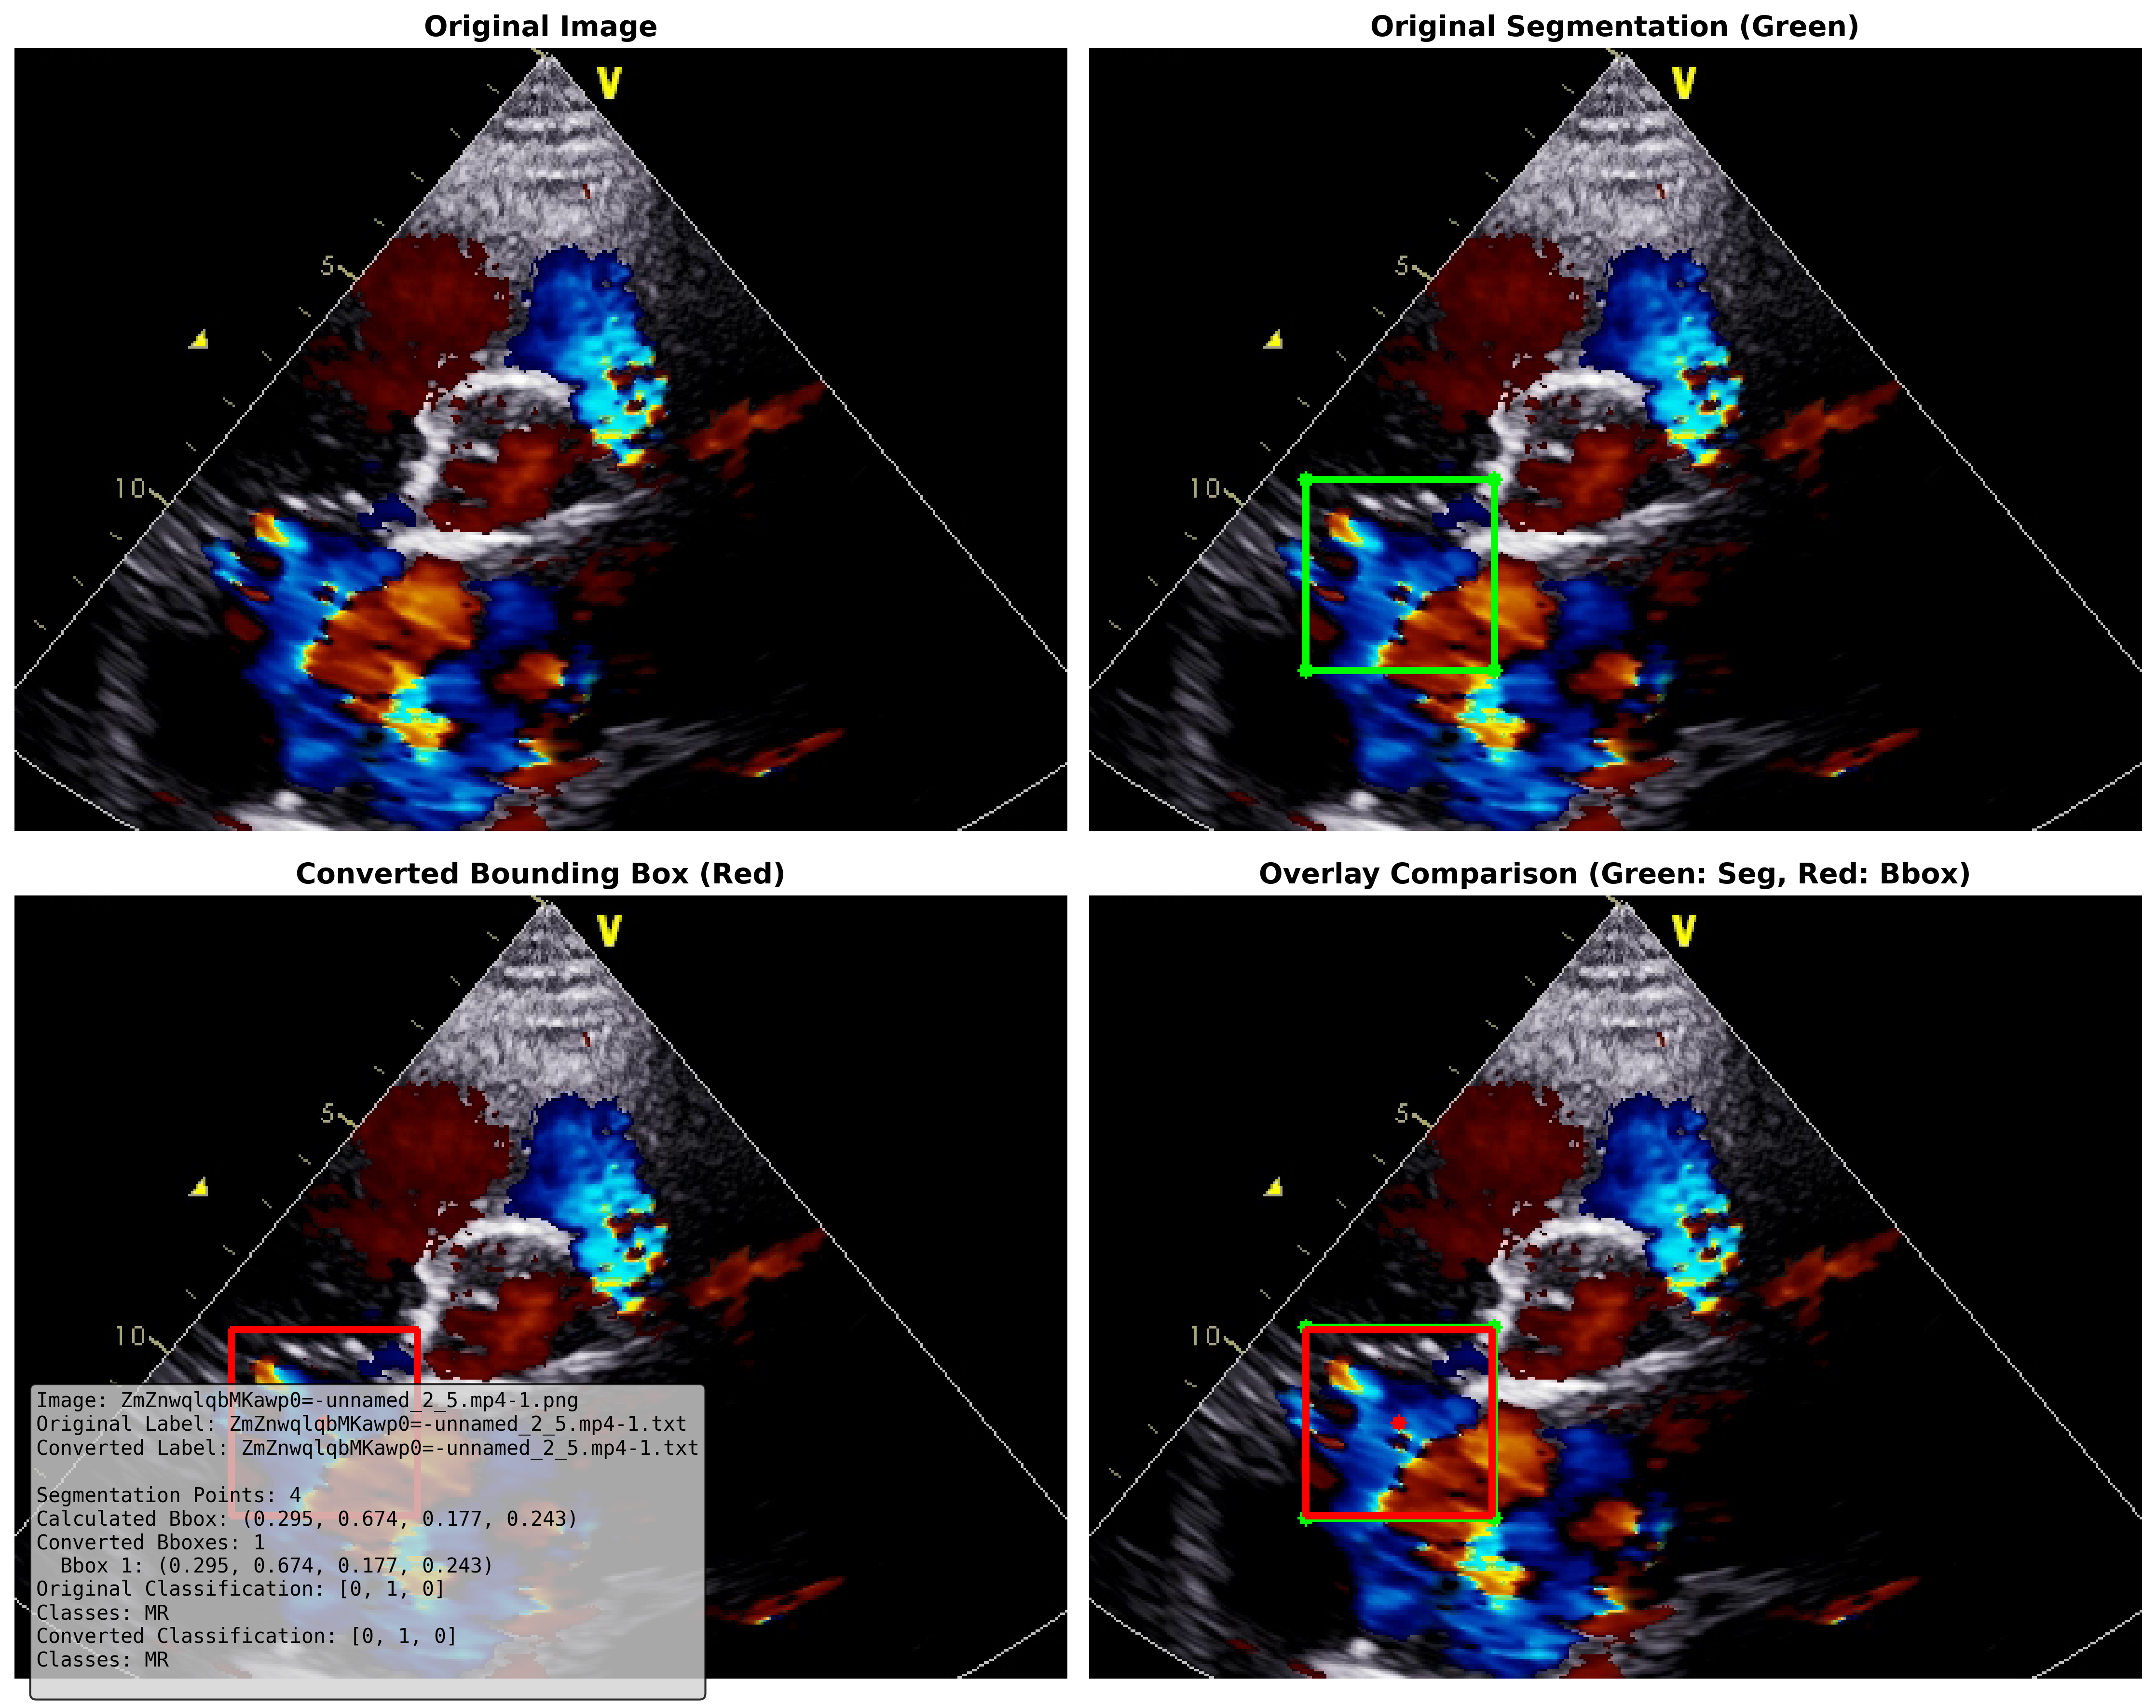 Original Image
Original Segmentation (Green)
V
5
10
V
5
10
Converted Bounding Box (Red)
Overlay Comparison (Green: Seg, Red: Bbox)
V
5
10
V
5
10
Image: ZmZnwqlqbMKawp0=-unnamed_2_5.mp4-1.png
Original Label: ZmZnwqlqbMKawp0=-unnamed_2_5.mp4-1.txt
Converted Label: ZmZnwqlqbMKawp0=-unnamed_2_5.mp4-1.txt
Segmentation Points: 4
Calculated Bbox: (0.295, 0.674, 0.177, 0.243)
Converted Bboxes: 1
Bbox 1: (0.295, 0.674, 0.177, 0.243)
Original Classification: [0, 1, 0]
Classes: MR
Converted Classification: [0, 1, 0]
Classes: MR